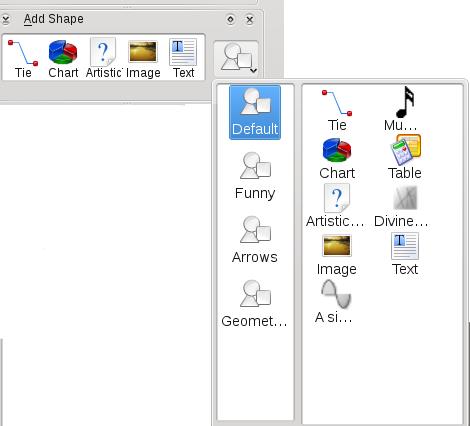 Add Shape
Tie Chart Artistic Image Text
Default
Funny
Arrows
Geomet...
Tie Mu...
Chart Table
Artistic... Divine...
Image Text
A si...